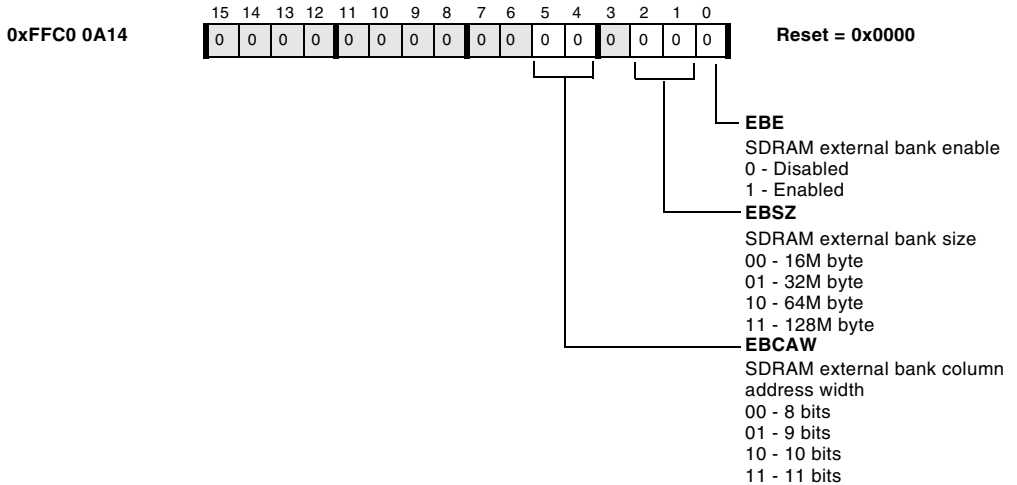 15 14 13 12 11 10 9 8 7 6 5 4 3 2 1 0
0xFFC0 0A14 0 0 0 0 0 0 0 0 0 0 0 0 0 0 0 0 Reset = 0x0000
EBE
SDRAM external bank enable
0 - Disabled
1 - Enabled
EBSZ
SDRAM external bank size
00 - 16M byte
01 - 32M byte
10 - 64M byte
11 - 128M byte
EBCAW
SDRAM external bank column
address width
00 - 8 bits
01 - 9 bits
10 - 10 bits
11 - 11 bits